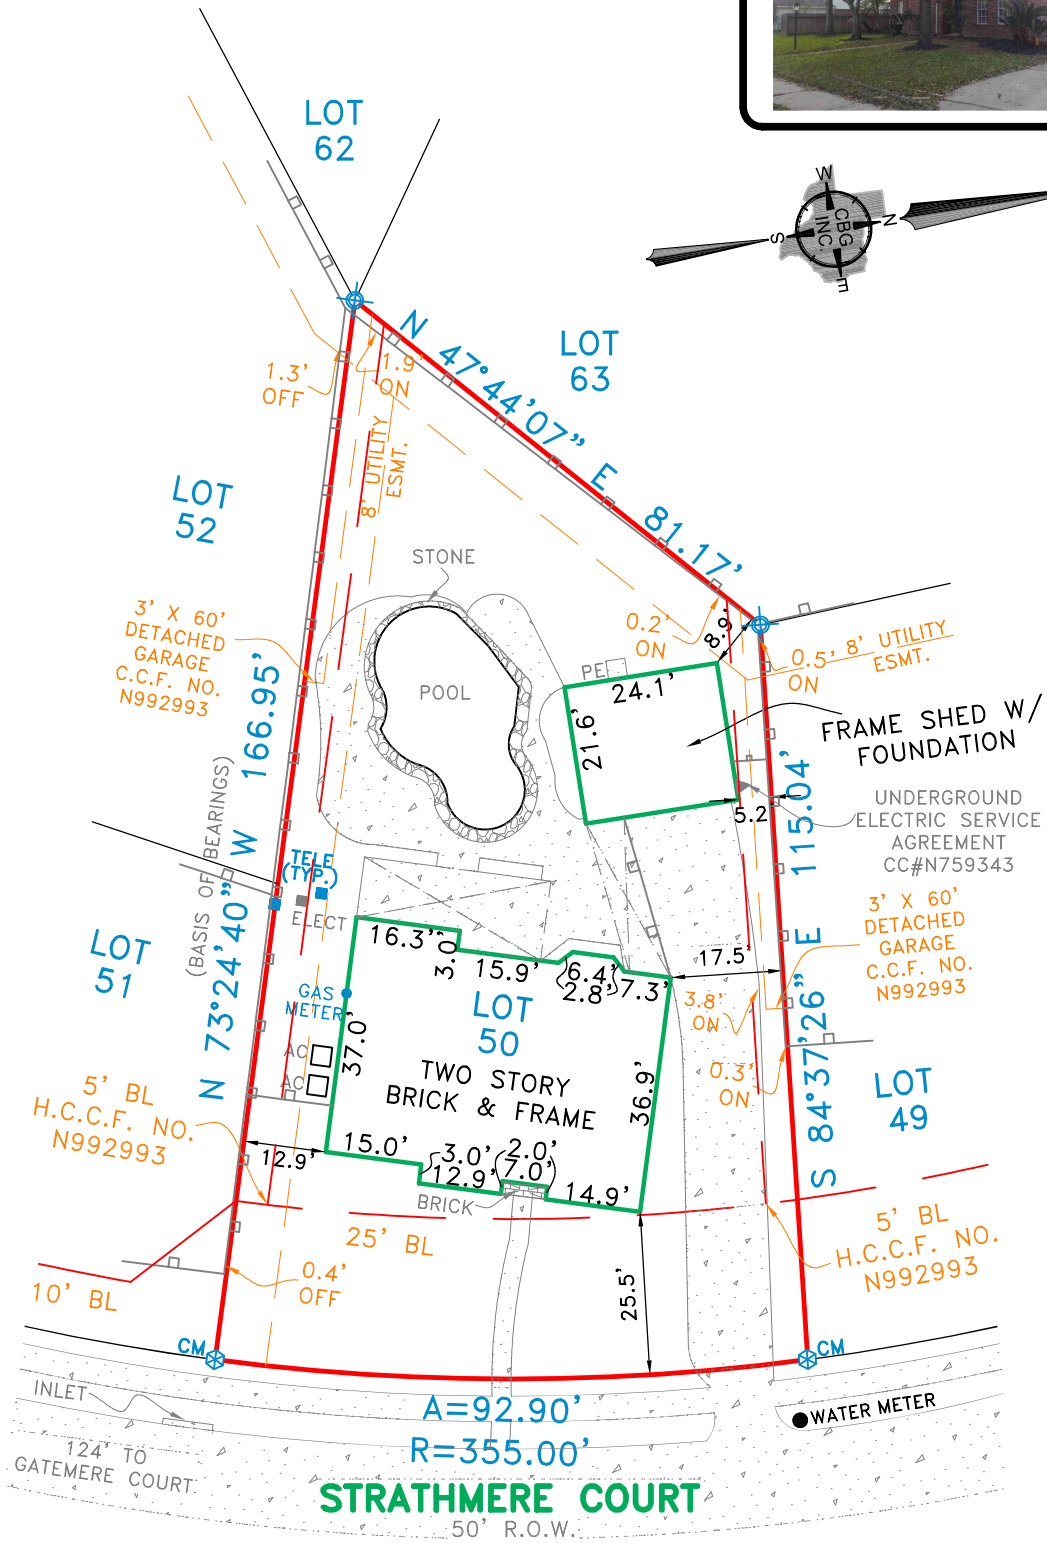 LOT
62
W
N
CBG
INC.
S
E
LOT
63
N 47°44'07" E 81.17'
1.3'
OFF
1.9'
ON
8' UTILITY
ESMT.
LOT
52
STONE
3' X 60'
DETACHED
GARAGE
C.C.F. NO.
N992993
POOL
0.2'
ON
8.9'
0.5'
ON
8' UTILITY
ESMT.
PE
24.1'
21.6'
FRAME SHED W/
FOUNDATION
5.2'
UNDERGROUND
ELECTRIC SERVICE
AGREEMENT
CC#N759343
N 73°24'40" W 166.95'
(BASIS OF BEARINGS)
TELE
(TYP.)
ELECT
S 84°37'26" E 115.04'
3' X 60'
DETACHED
GARAGE
C.C.F. NO.
N992993
LOT
51
16.3'
3.0'
15.9'
6.4'
2.8'
7.3'
17.5'
GAS
METER
LOT
50
37.0'
3.8'
ON
AC
AC
TWO STORY
BRICK & FRAME
36.9'
0.3'
ON
LOT
49
5' BL
H.C.C.F. NO.
N992993
12.9'
15.0'
3.0'
12.9'
2.0'
7.0'
14.9'
BRICK
25' BL
5' BL
H.C.C.F. NO.
N992993
0.4'
OFF
25.5'
10' BL
CM
CM
INLET
A=92.90'
WATER METER
R=355.00'
124' TO
GATEMERE COURT
STRATHMERE COURT
50' R.O.W.